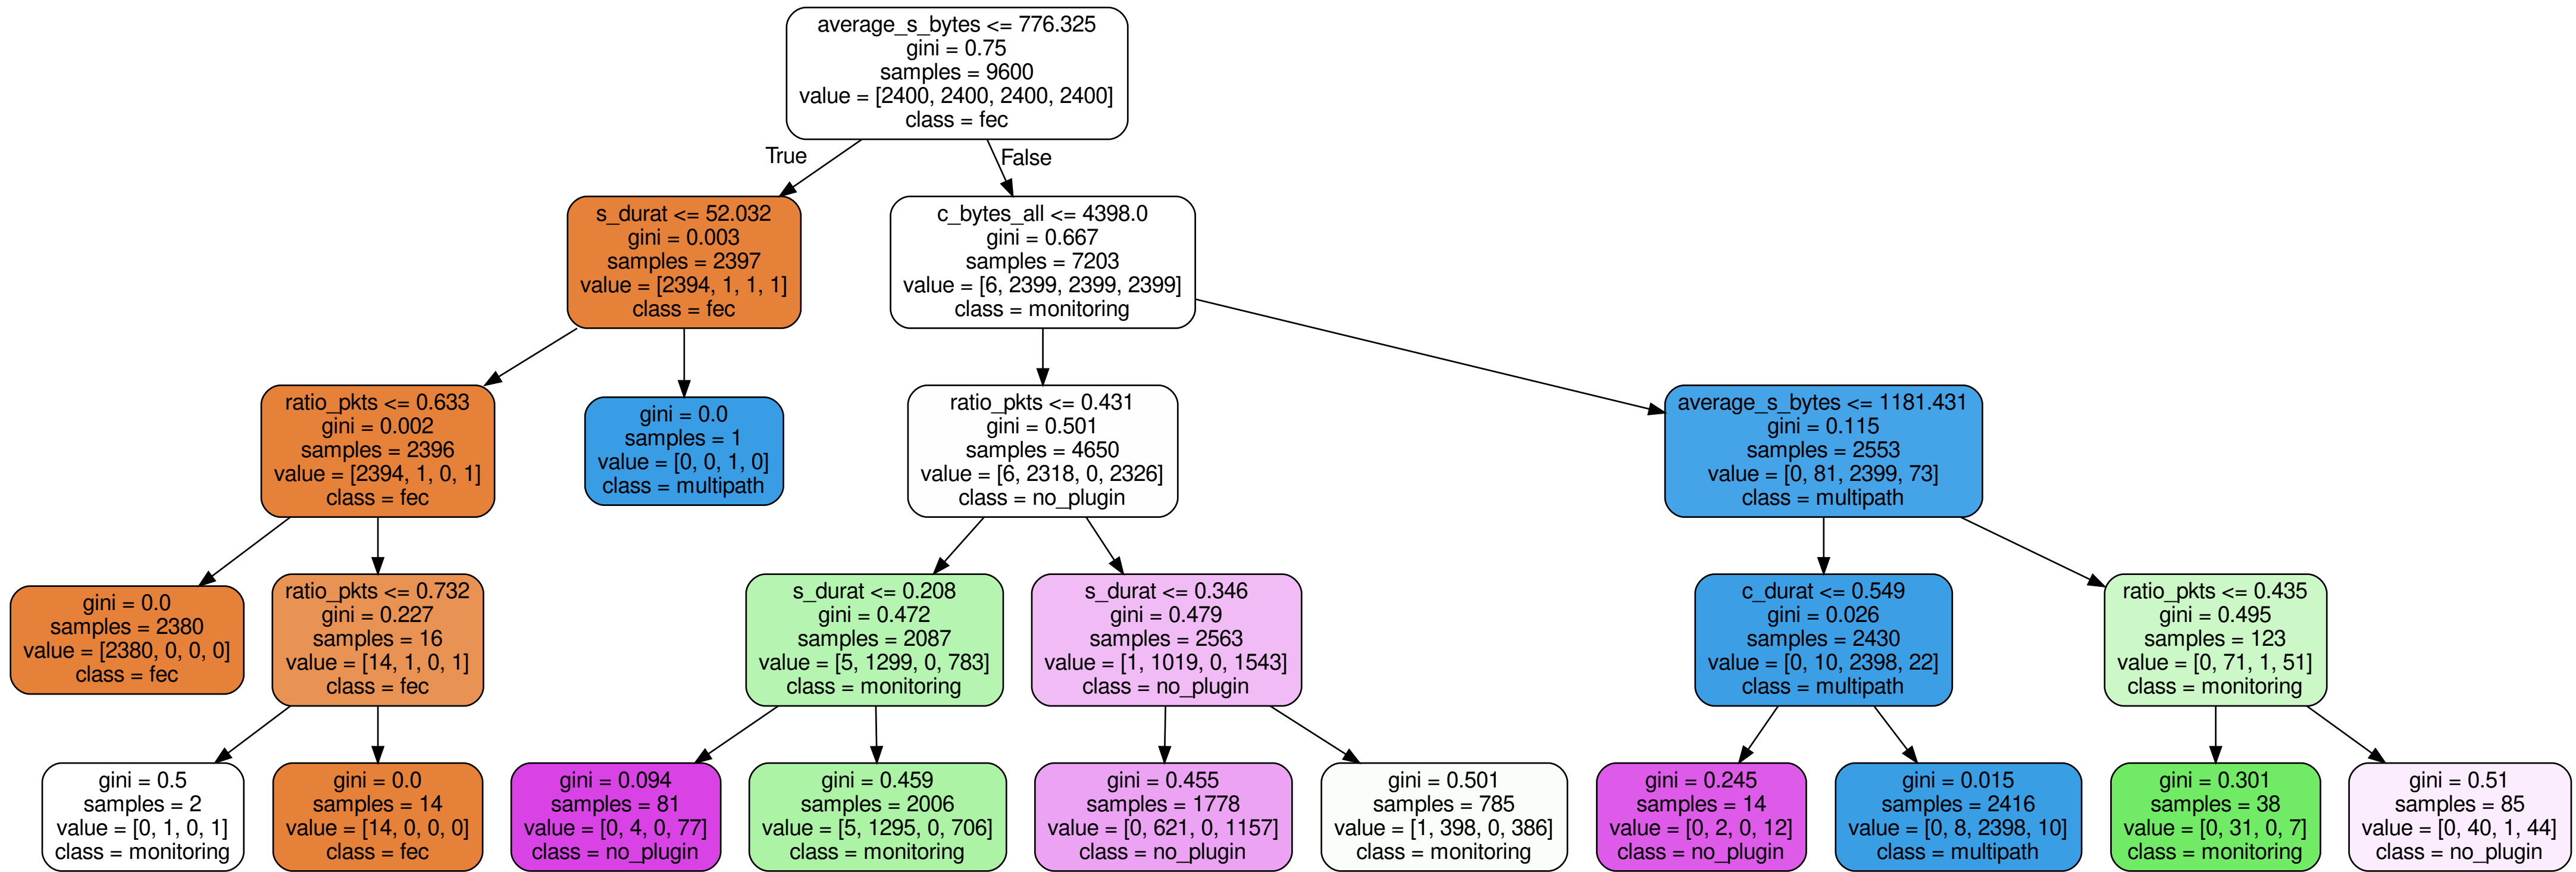 average_s_bytes <= 776.325
gini = 0.75
samples = 9600
value = [2400, 2400, 2400, 2400]
class = fec
True
False
s_durat <= 52.032
gini = 0.003
samples = 2397
value = [2394, 1, 1, 1]
class = fec
c_bytes_all <= 4398.0
gini = 0.667
samples = 7203
value = [6, 2399, 2399, 2399]
class = monitoring
ratio_pkts <= 0.633
gini = 0.002
samples = 2396
value = [2394, 1, 0, 1]
class = fec
gini = 0.0
samples = 1
value = [0, 0, 1, 0]
class = multipath
ratio_pkts <= 0.431
gini = 0.501
samples = 4650
value = [6, 2318, 0, 2326]
class = no_plugin
average_s_bytes <= 1181.431
gini = 0.115
samples = 2553
value = [0, 81, 2399, 73]
class = multipath
gini = 0.0
samples = 2380
value = [2380, 0, 0, 0]
class = fec
ratio_pkts <= 0.732
gini = 0.227
samples = 16
value = [14, 1, 0, 1]
class = fec
s_durat <= 0.208
gini = 0.472
samples = 2087
value = [5, 1299, 0, 783]
class = monitoring
s_durat <= 0.346
gini = 0.479
samples = 2563
value = [1, 1019, 0, 1543]
class = no_plugin
c_durat <= 0.549
gini = 0.026
samples = 2430
value = [0, 10, 2398, 22]
class = multipath
ratio_pkts <= 0.435
gini = 0.495
samples = 123
value = [0, 71, 1, 51]
class = monitoring
gini = 0.5
samples = 2
value = [0, 1, 0, 1]
class = monitoring
gini = 0.0
samples = 14
value = [14, 0, 0, 0]
class = fec
gini = 0.094
samples = 81
value = [0, 4, 0, 77]
class = no_plugin
gini = 0.459
samples = 2006
value = [5, 1295, 0, 706]
class = monitoring
gini = 0.455
samples = 1778
value = [0, 621, 0, 1157]
class = no_plugin
gini = 0.501
samples = 785
value = [1, 398, 0, 386]
class = monitoring
gini = 0.245
samples = 14
value = [0, 2, 0, 12]
class = no_plugin
gini = 0.015
samples = 2416
value = [0, 8, 2398, 10]
class = multipath
gini = 0.301
samples = 38
value = [0, 31, 0, 7]
class = monitoring
gini = 0.51
samples = 85
value = [0, 40, 1, 44]
class = no_plugin